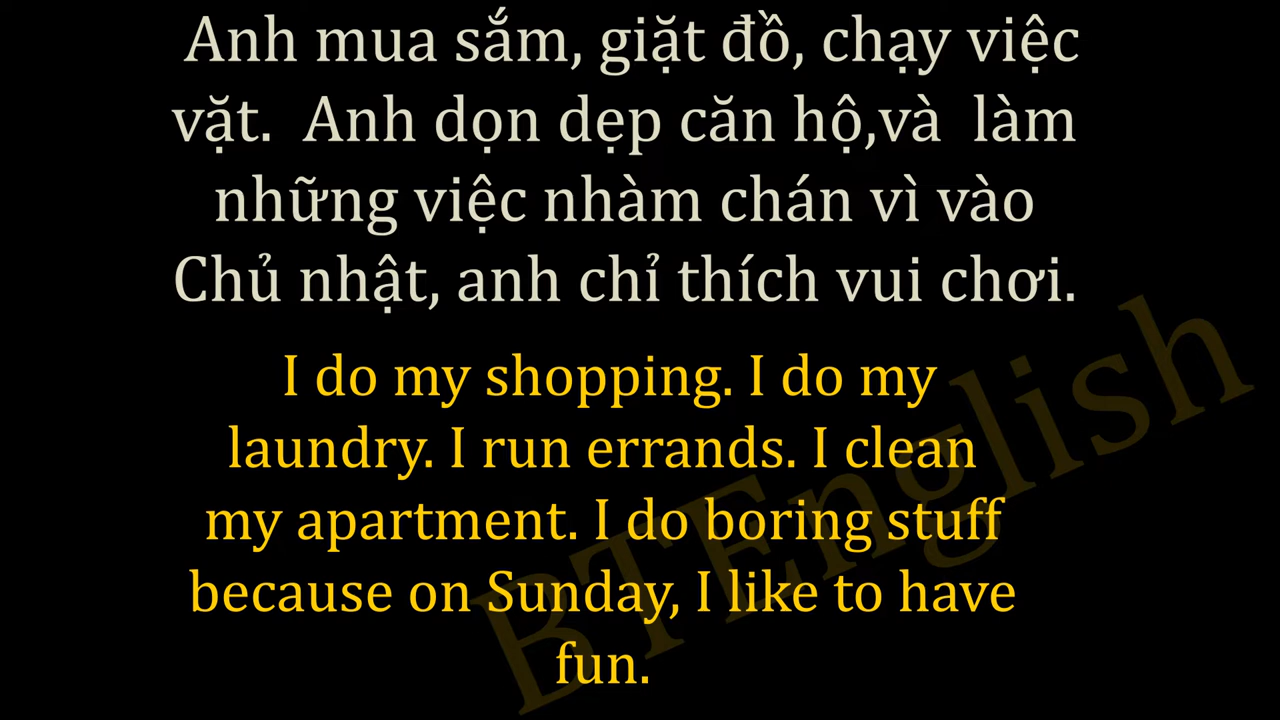 Anh mua sắm, giặt đồ, chạy việc
vặt. Anh dọn dẹp căn hộ,và làm
những việc nhàm chán vì vào
Chủ nhật, anh chỉ thích vui chơi.
I do my shopping. I do my
laundry. I run errands. I clean
my apartment. I do boring stuff
because on Sunday, I like to have
fun.
BTEnglish